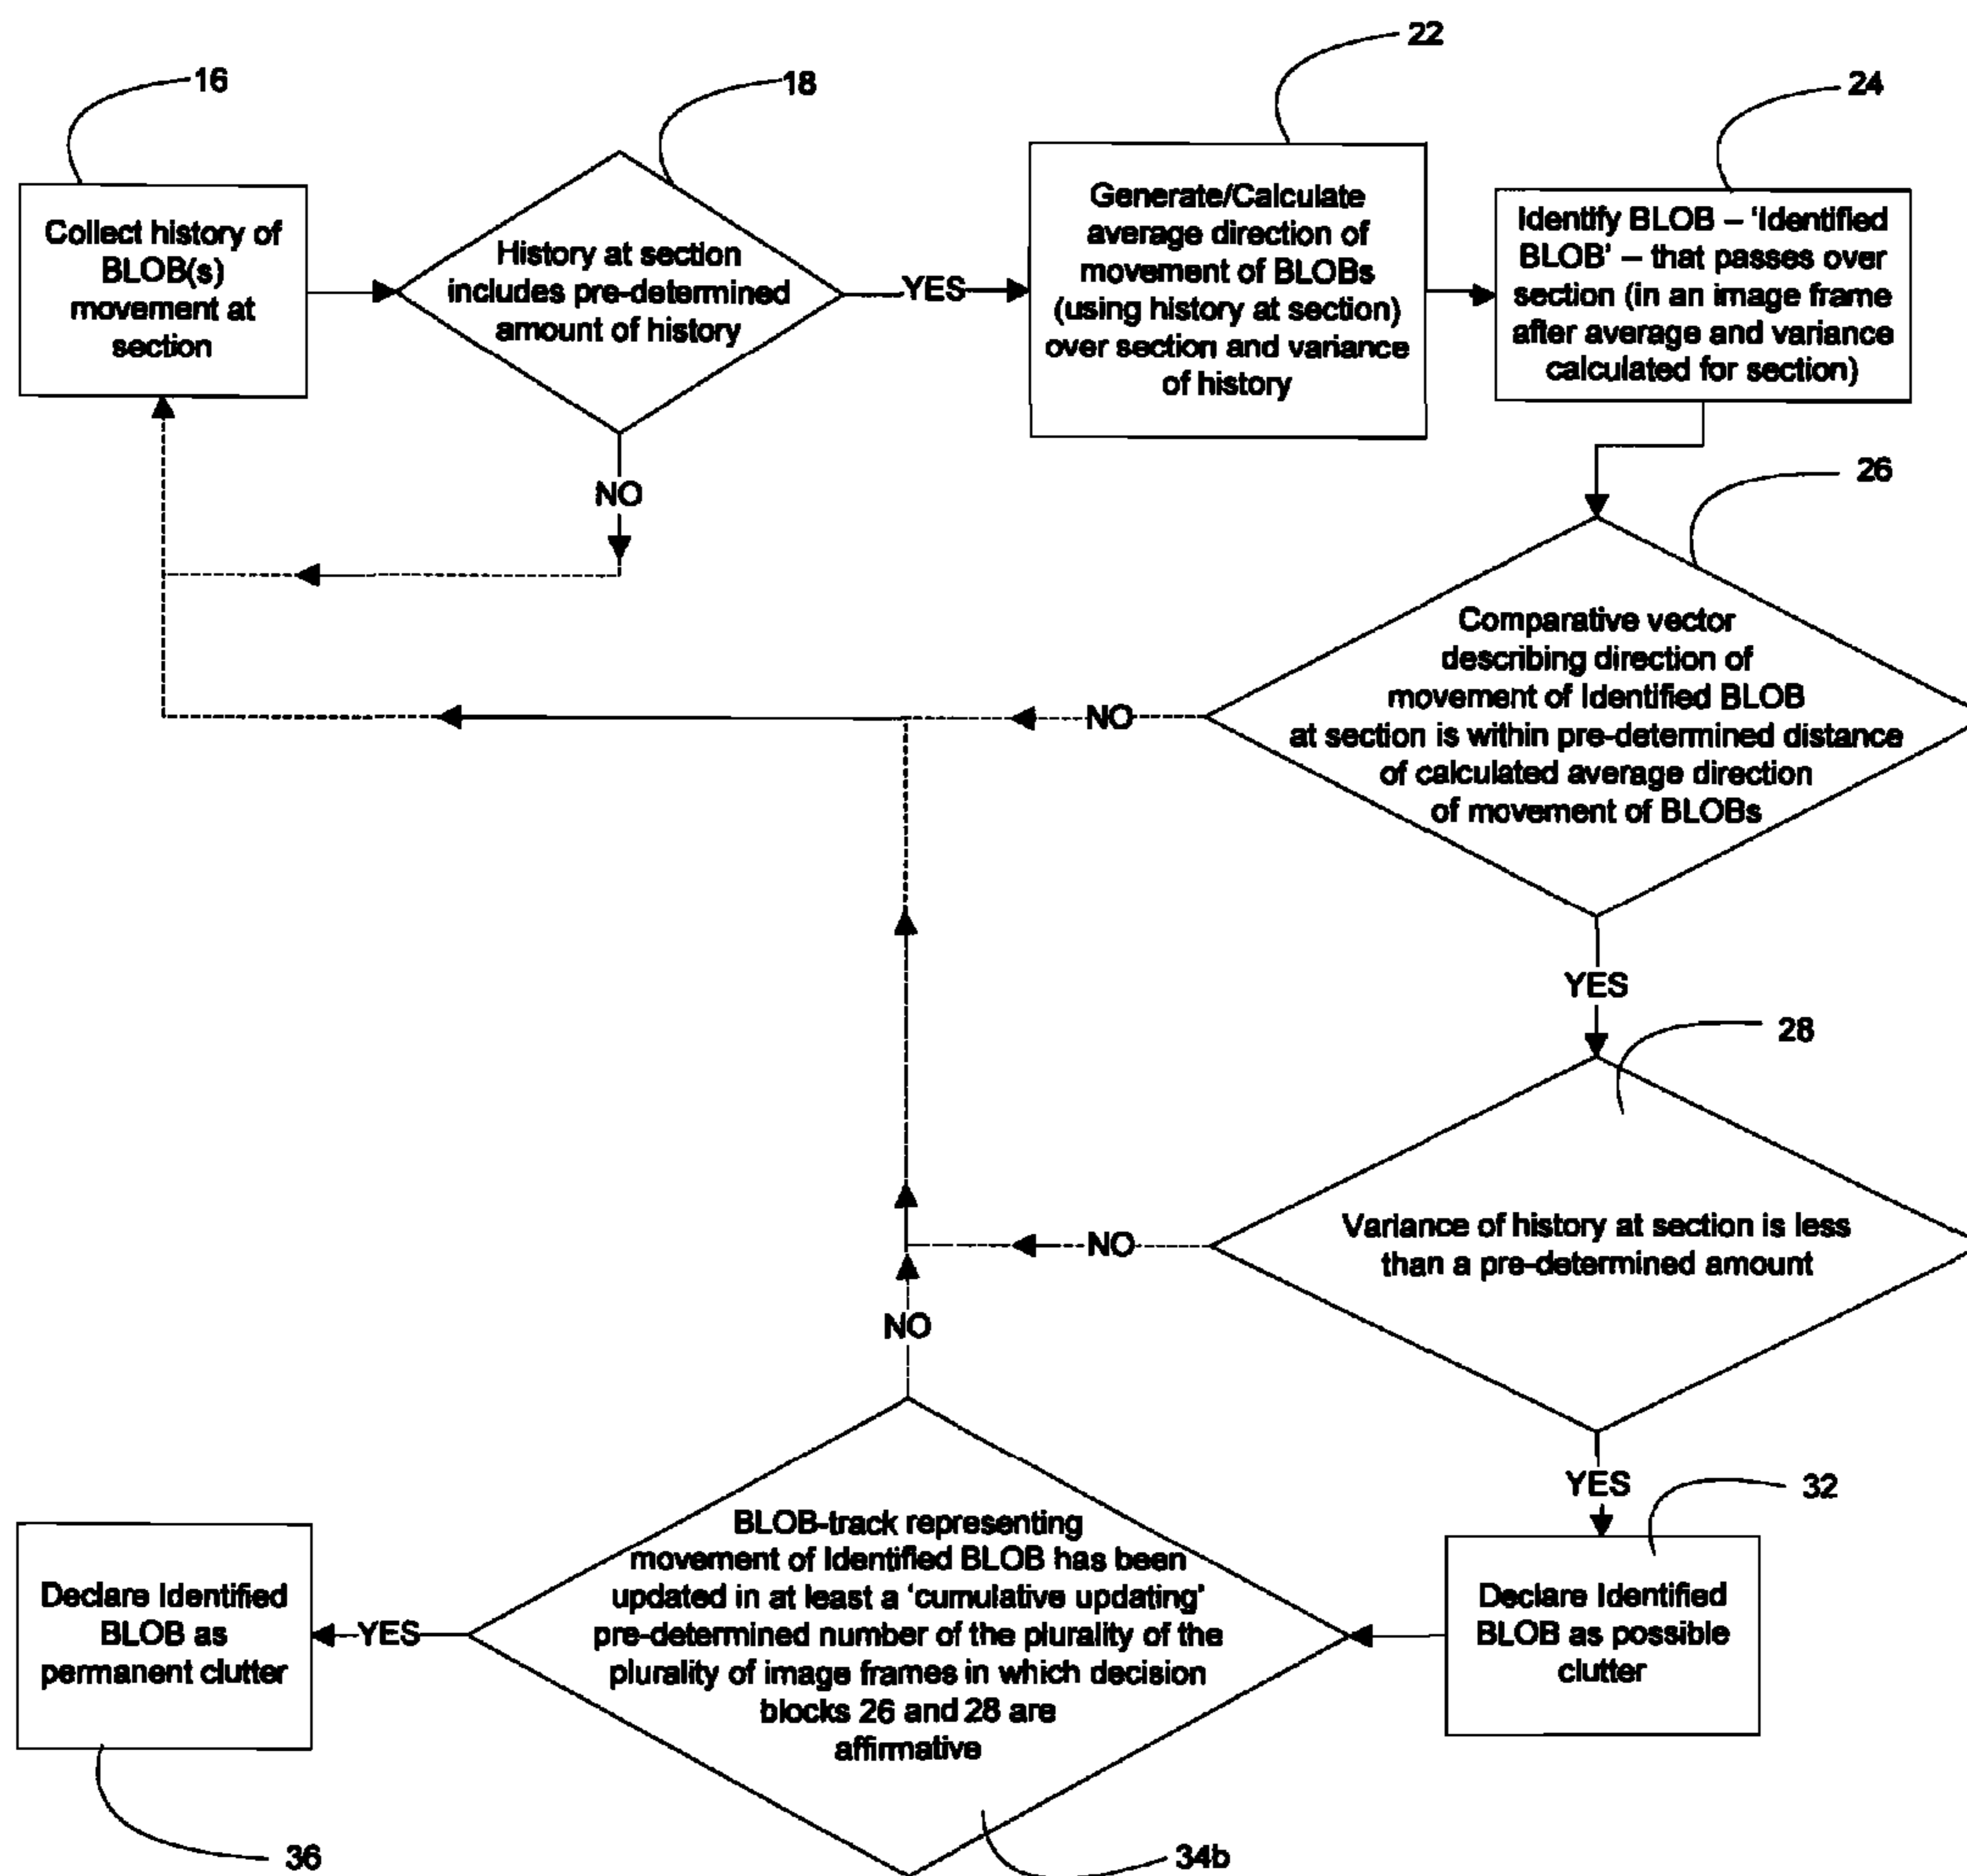 16
18
22
24
Collect history of
BLOB(s)
movement at
section
History at section
includes pre-determined
amount of history
YES
Generate/Calculate
average direction of
movement of BLOBs
(using history at section)
over section and variance
of history
Identify BLOB – ‘Identified
BLOB’ – that passes over
section (in an image frame
after average and variance
calculated for section)
NO
26
Comparative vector
describing direction of
movement of Identified BLOB
at section is within pre-determined distance
of calculated average direction
of movement of BLOBs
NO
YES
28
Variance of history at section is less
than a pre-determined amount
NO
NO
YES
32
Declare Identified
BLOB as possible
clutter
BLOB-track representing
movement of Identified BLOB has been
updated in at least a ‘cumulative updating’
pre-determined number of the plurality of the
plurality of image frames in which decision
blocks 26 and 28 are
affirmative
YES
Declare Identified
BLOB as
permanent clutter
36
34b